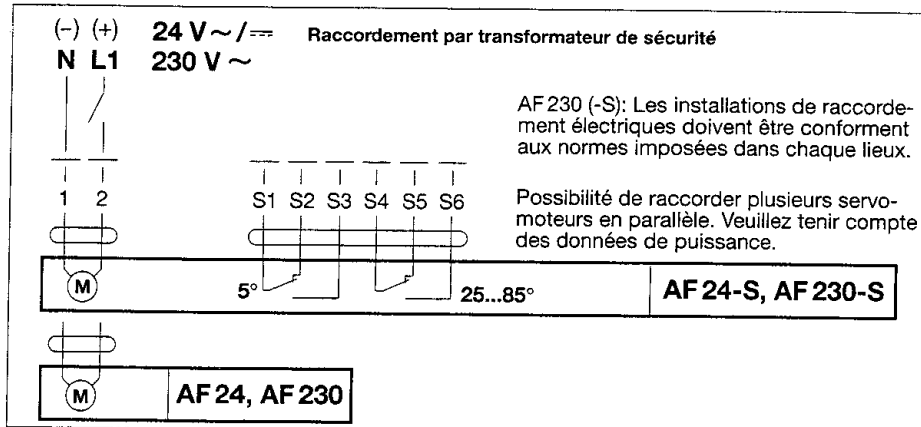 (–) (+) 24 V ~ / ⎓ Raccordement par transformateur de sécurité
N L1 230 V ~
AF 230 (-S): Les installations de raccorde-
ment électriques doivent être conforment
aux normes imposées dans chaque lieux.
1 2 S1 S2 S3 S4 S5 S6
Possibilité de raccorder plusieurs servo-
moteurs en parallèle. Veuillez tenir compte
des données de puissance.
M 5° 25...85° AF 24-S, AF 230-S
M AF 24, AF 230